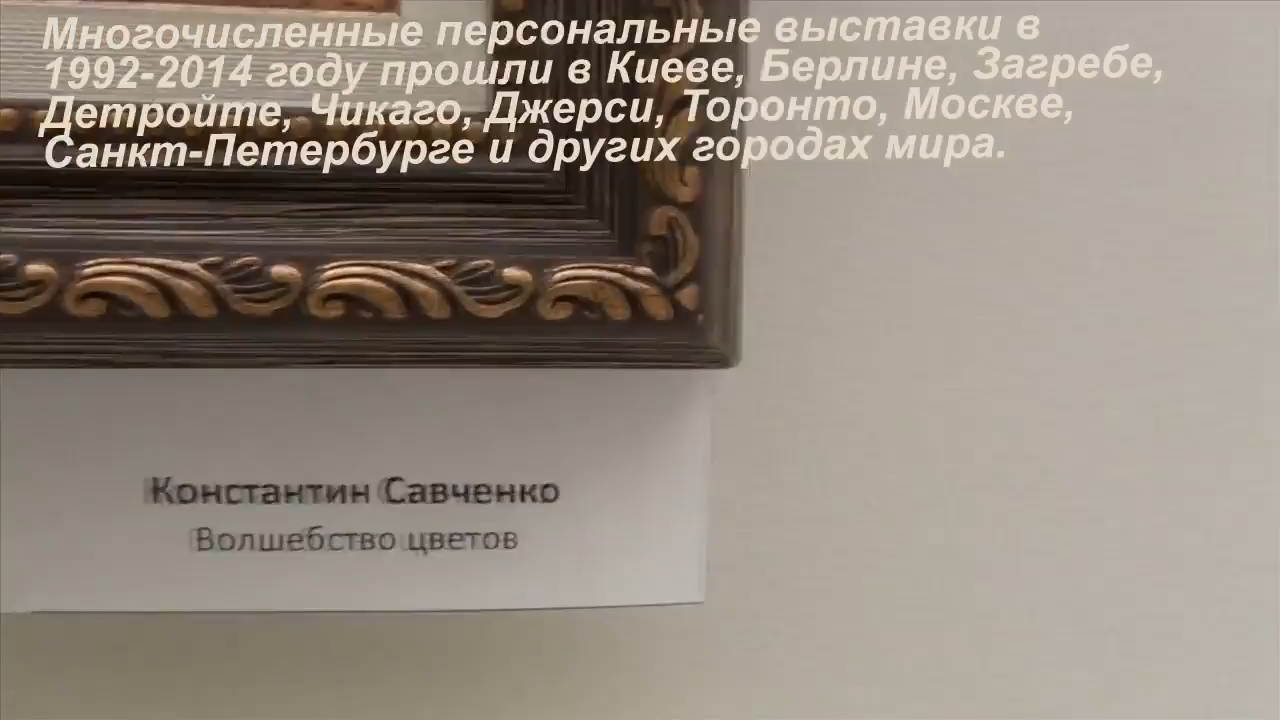 Многочисленные персональные выставки в
1992-2014 году прошли в Киеве, Берлине, Загребе,
Детройте, Чикаго, Джерси, Торонто, Москве,
Санкт-Петербурге и других городах мира.
Константин Савченко
Волшебство цветов